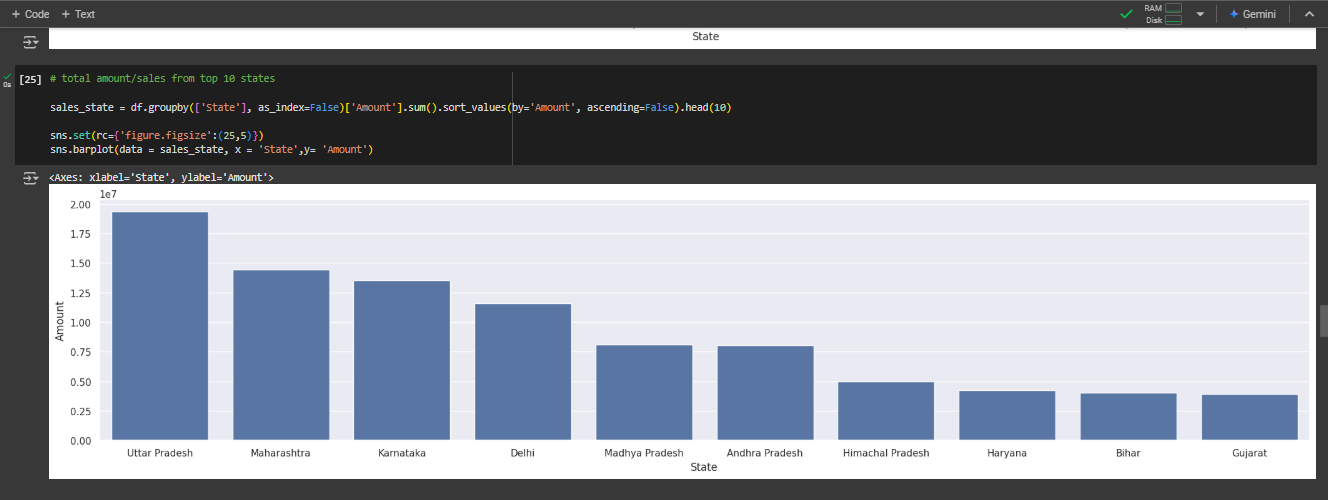 + Code + Text
RAM
Disk
Gemini
State
0s
[25] # total amount/sales from top 10 states
sales_state = df.groupby(['State'], as_index=False)['Amount'].sum().sort_values(by='Amount', ascending=False).head(10)
sns.set(rc={'figure.figsize':(25,5)})
sns.barplot(data = sales_state, x = 'State',y= 'Amount')
<Axes: xlabel='State', ylabel='Amount'>
1e7
2.00
1.75
1.50
1.25
1.00
0.75
0.50
0.25
0.00
Amount
Uttar Pradesh Maharashtra Karnataka Delhi Madhya Pradesh Andhra Pradesh Himachal Pradesh Haryana Bihar Gujarat
State